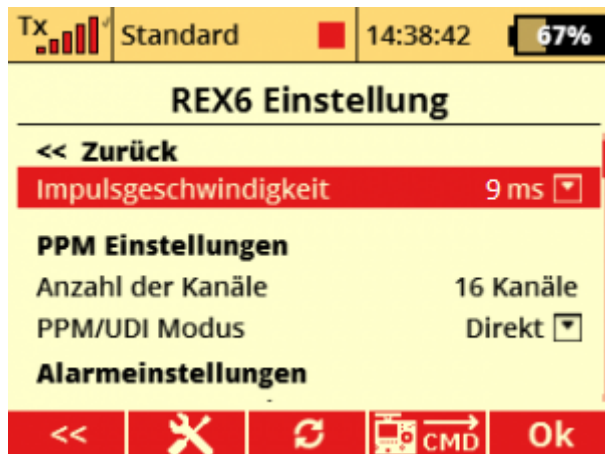 Tx Standard 14:38:42 67%
REX6 Einstellung
<< Zurück
Impulsgeschwindigkeit 9 ms
PPM Einstellungen
Anzahl der Kanäle 16 Kanäle
PPM/UDI Modus Direkt
Alarmeinstellungen
<< CMD Ok